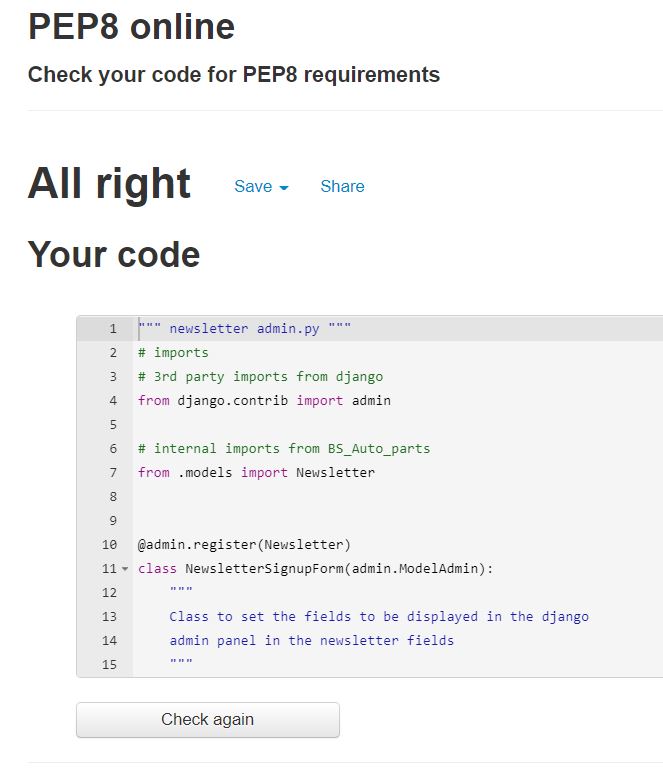 PEP8 online
Check your code for PEP8 requirements
All right Save Share
Your code
1 """ newsletter admin.py """
2 # imports
3 # 3rd party imports from django
4 from django.contrib import admin
5
6 # internal imports from BS_Auto_parts
7 from .models import Newsletter
8
9
10 @admin.register(Newsletter)
11 class NewsletterSignupForm(admin.ModelAdmin):
12     """
13     Class to set the fields to be displayed in the django
14     admin panel in the newsletter fields
15     """
Check again